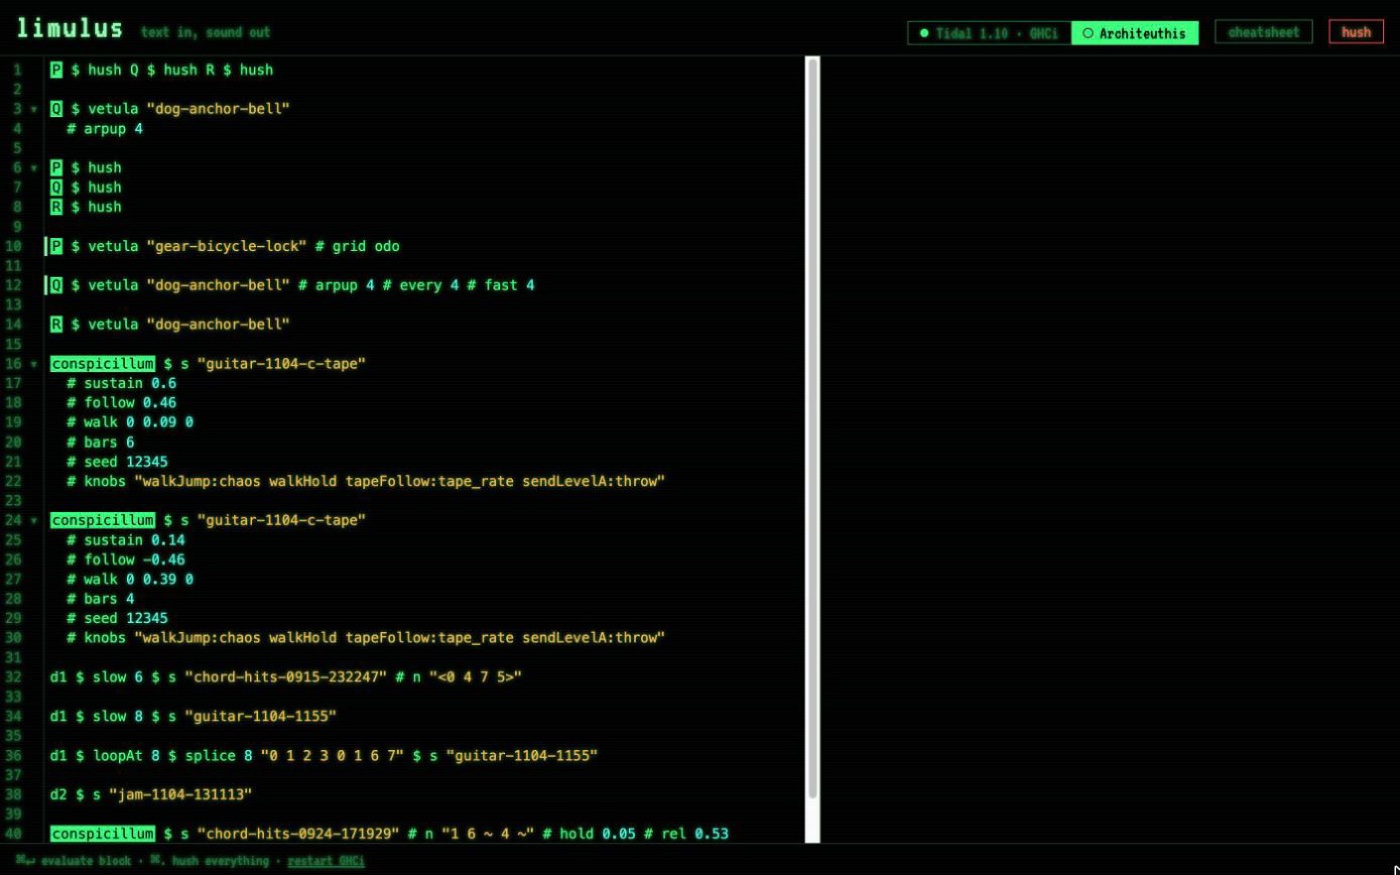 limulus text in, sound out
● Tidal 1.10 · GHCi ○ Architeuthis cheatsheet hush
1 P $ hush Q $ hush R $ hush
2
3 ▾ Q $ vetula "dog-anchor-bell"
4 # arpup 4
5
6 ▾ P $ hush
7 Q $ hush
8 R $ hush
9
10 P $ vetula "gear-bicycle-lock" # grid odo
11
12 Q $ vetula "dog-anchor-bell" # arpup 4 # every 4 # fast 4
13
14 R $ vetula "dog-anchor-bell"
15
16 ▾ conspicillum $ s "guitar-1104-c-tape"
17 # sustain 0.6
18 # follow 0.46
19 # walk 0 0.09 0
20 # bars 6
21 # seed 12345
22 # knobs "walkJump:chaos walkHold tapeFollow:tape_rate sendLevelA:throw"
23
24 ▾ conspicillum $ s "guitar-1104-c-tape"
25 # sustain 0.14
26 # follow -0.46
27 # walk 0 0.39 0
28 # bars 4
29 # seed 12345
30 # knobs "walkJump:chaos walkHold tapeFollow:tape_rate sendLevelA:throw"
31
32 d1 $ slow 6 $ s "chord-hits-0915-232247" # n "<0 4 7 5>"
33
34 d1 $ slow 8 $ s "guitar-1104-1155"
35
36 d1 $ loopAt 8 $ splice 8 "0 1 2 3 0 1 6 7" $ s "guitar-1104-1155"
37
38 d2 $ s "jam-1104-131113"
39
40 conspicillum $ s "chord-hits-0924-171929" # n "1 6 ~ 4 ~" # hold 0.05 # rel 0.53
⌘↵ evaluate block · ⌘. hush everything · restart GHCi